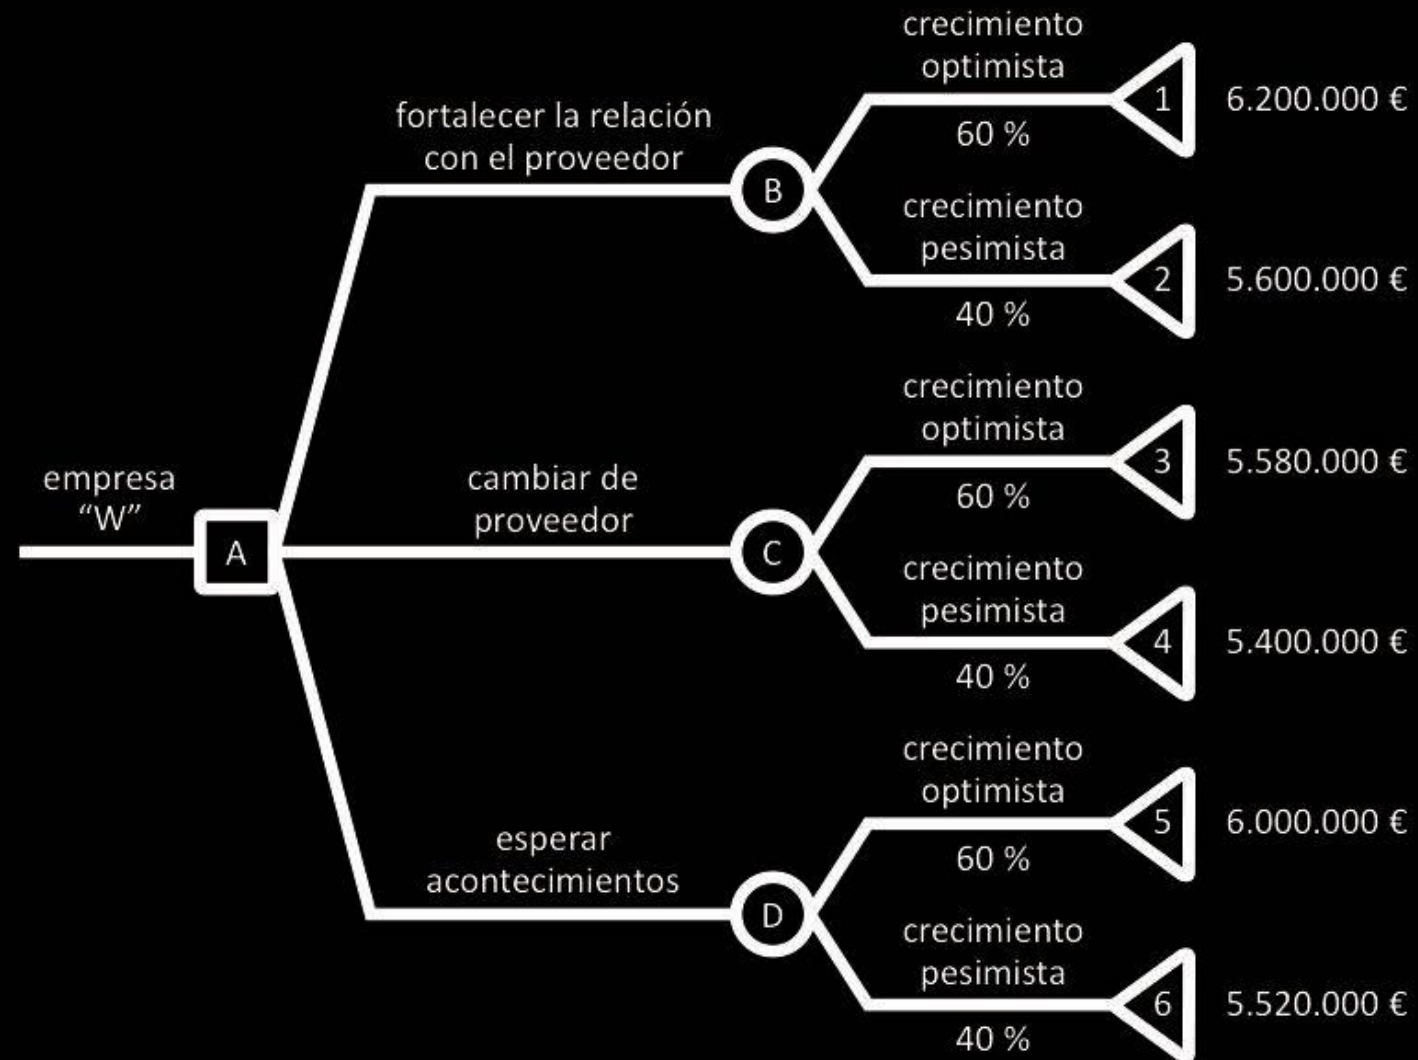 crecimiento
optimista
1
6.200.000 €
60 %
fortalecer la relación
con el proveedor
B
crecimiento
pesimista
2
5.600.000 €
40 %
crecimiento
optimista
3
5.580.000 €
60 %
empresa
“W”
A
cambiar de
proveedor
C
crecimiento
pesimista
4
5.400.000 €
40 %
crecimiento
optimista
5
6.000.000 €
60 %
esperar
acontecimientos
D
crecimiento
pesimista
6
5.520.000 €
40 %